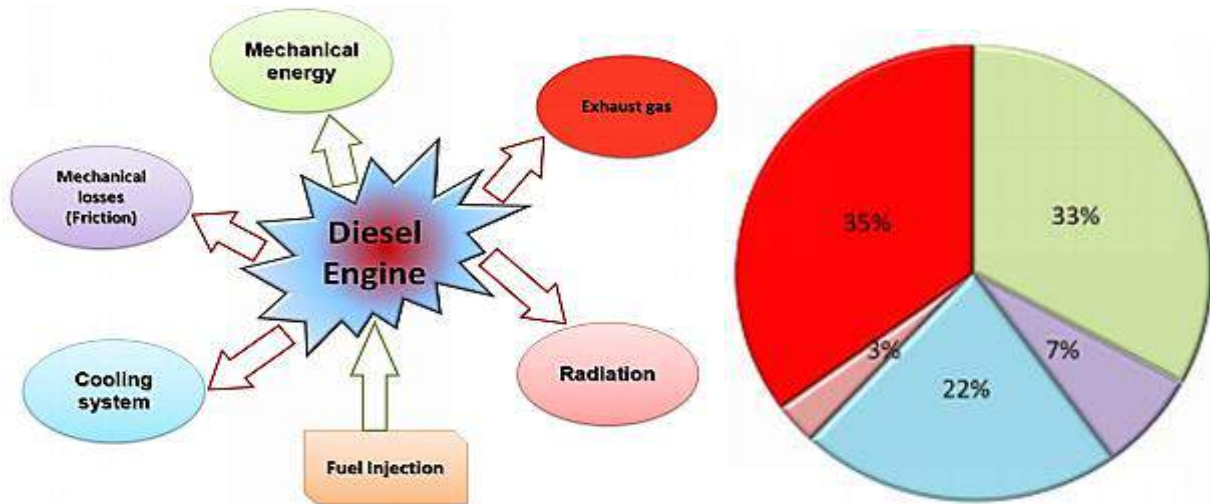 Mechanical
energy
Exhaust gas
Mechanical
losses
(Friction)
Diesel
Engine
Cooling
system
Radiation
Fuel Injection
35%
33%
3%
7%
22%